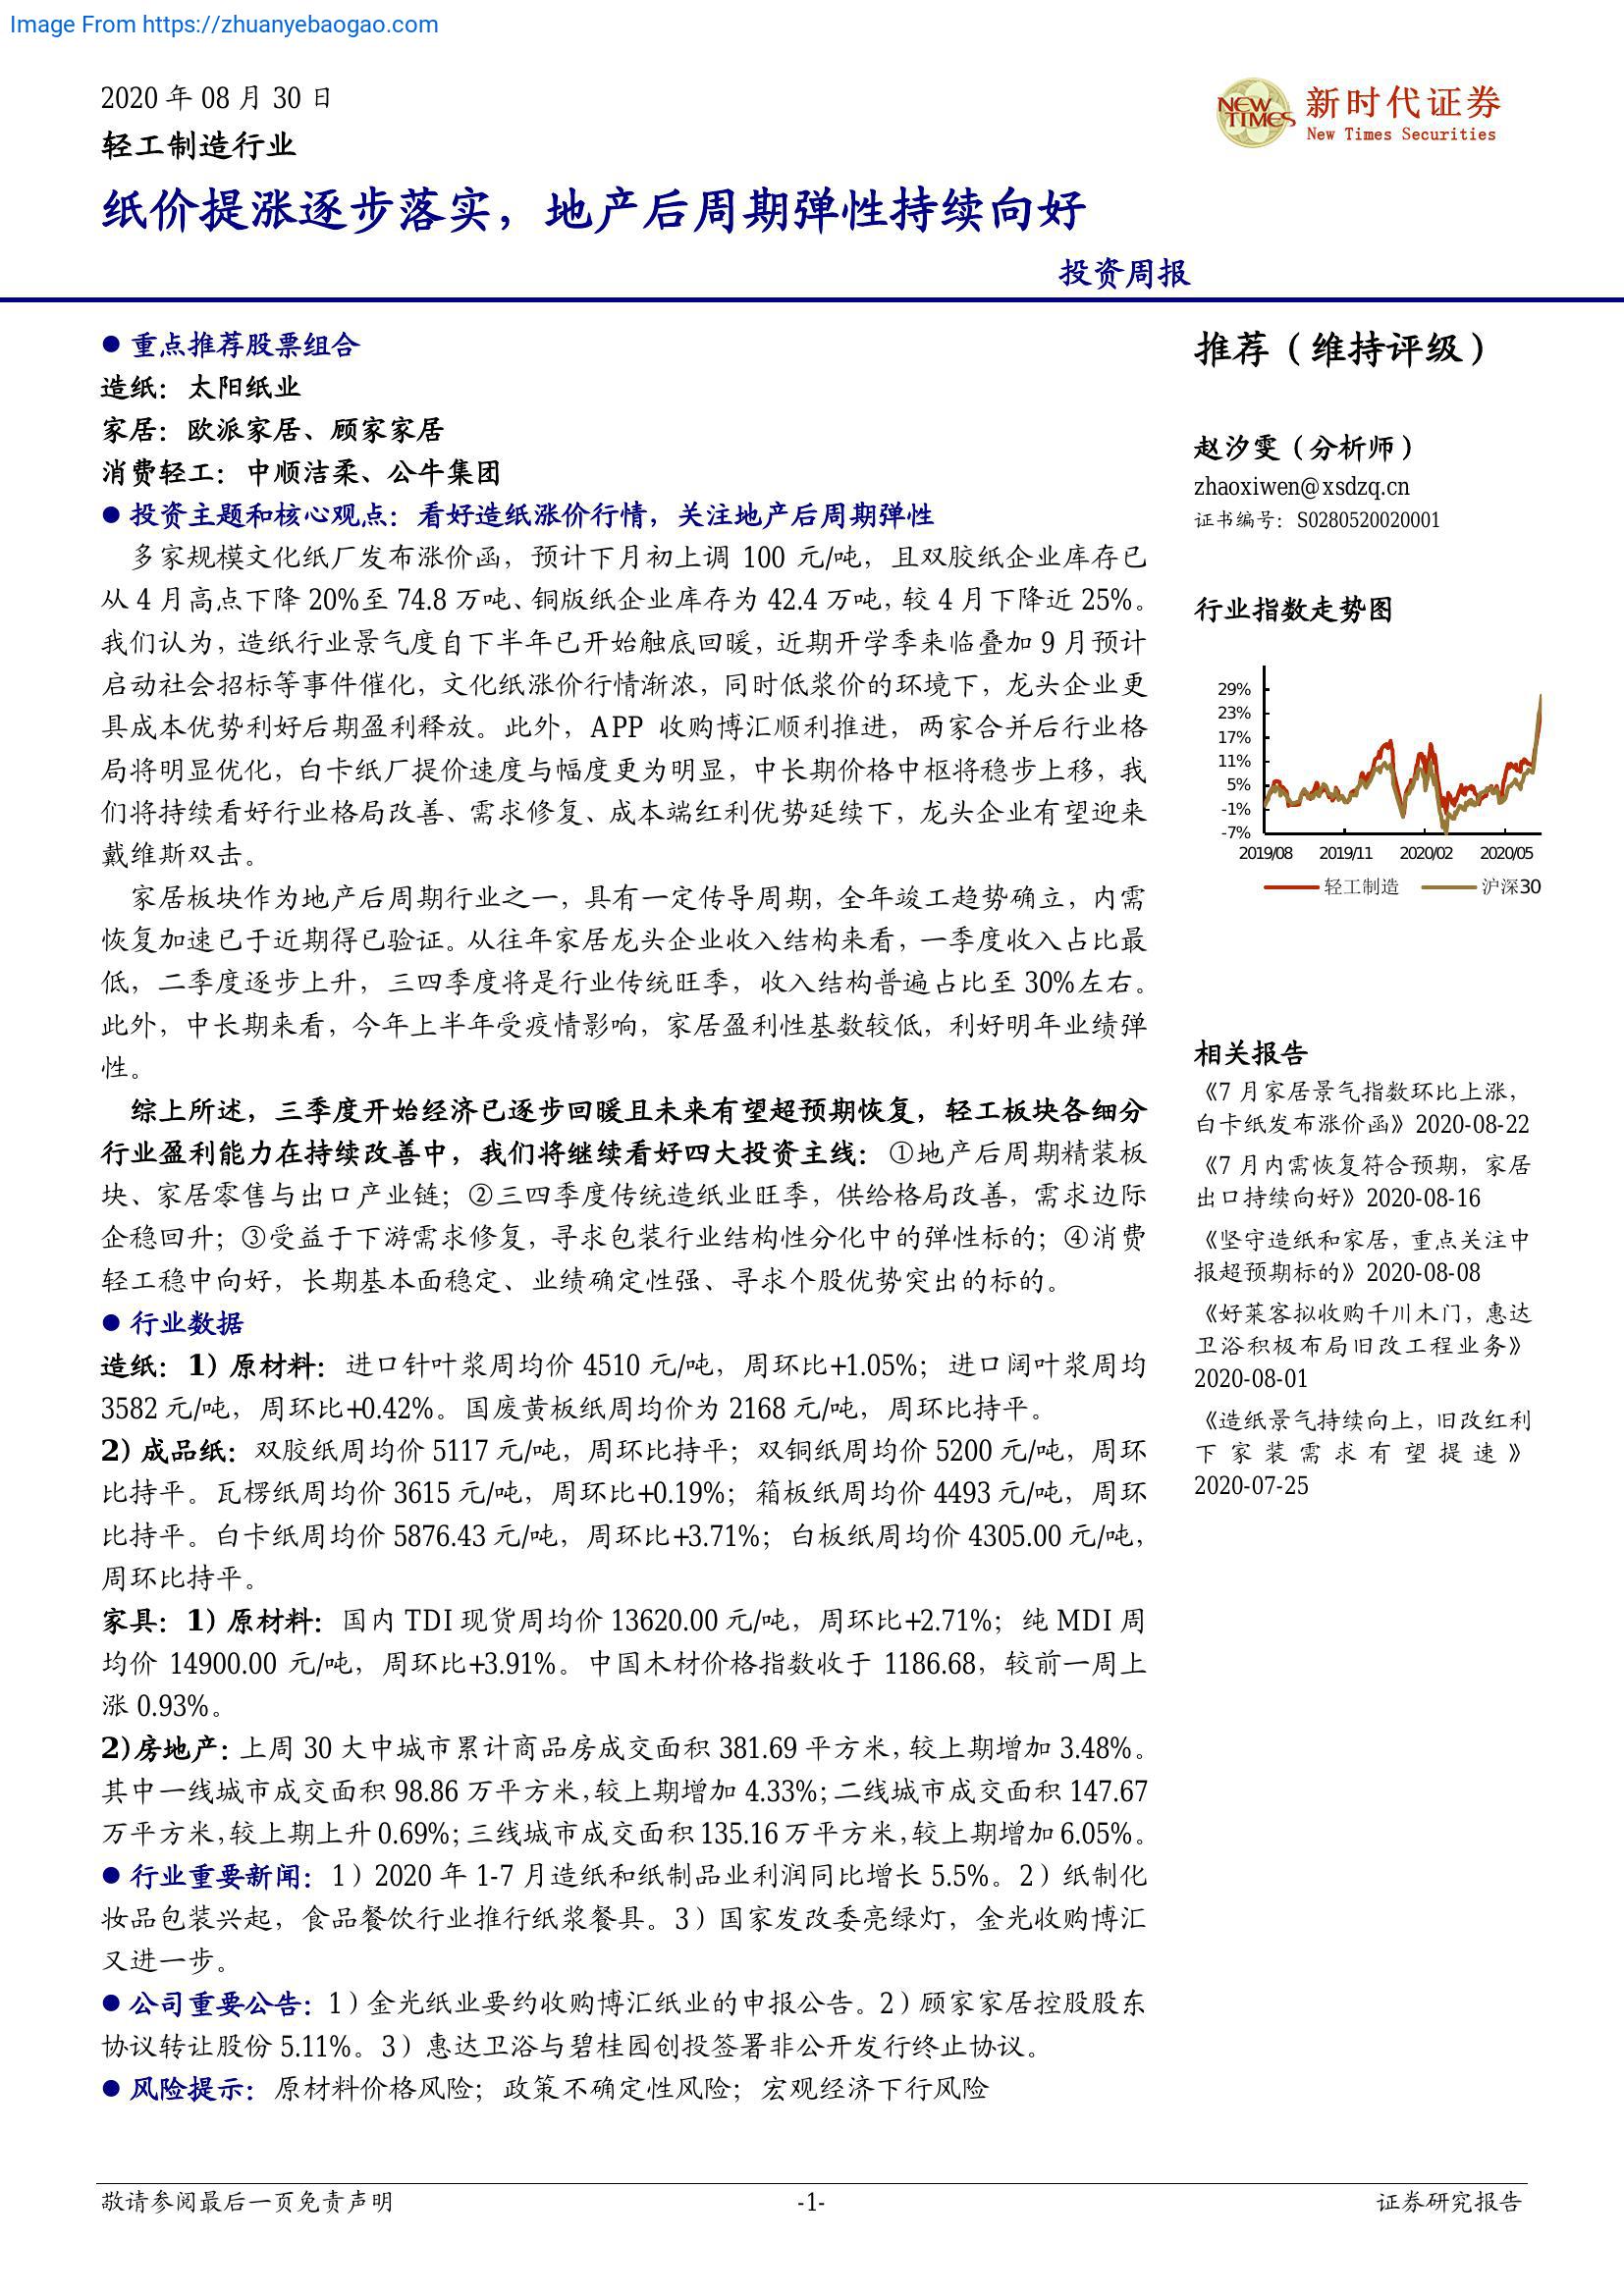 Image From https://zhuanyebaogao.com
2020 年 08 月 30 日
NEW TIMES
新时代证券
New Times Securities
轻工制造行业
纸价提涨逐步落实，地产后周期弹性持续向好
投资周报
● 重点推荐股票组合
造纸：太阳纸业
家居：欧派家居、顾家家居
消费轻工：中顺洁柔、公牛集团
● 投资主题和核心观点：看好造纸涨价行情，关注地产后周期弹性
多家规模文化纸厂发布涨价函，预计下月初上调 100 元/吨，且双胶纸企业库存已
从 4 月高点下降 20%至 74.8 万吨、铜版纸企业库存为 42.4 万吨，较 4 月下降近 25%。
我们认为，造纸行业景气度自下半年已开始触底回暖，近期开学季来临叠加 9 月预计
启动社会招标等事件催化，文化纸涨价行情渐浓，同时低浆价的环境下，龙头企业更
具成本优势利好后期盈利释放。此外，APP 收购博汇顺利推进，两家合并后行业格
局将明显优化，白卡纸厂提价速度与幅度更为明显，中长期价格中枢将稳步上移，我
们将持续看好行业格局改善、需求修复、成本端红利优势延续下，龙头企业有望迎来
戴维斯双击。
家居板块作为地产后周期行业之一，具有一定传导周期，全年竣工趋势确立，内需
恢复加速已于近期得已验证。从往年家居龙头企业收入结构来看，一季度收入占比最
低，二季度逐步上升，三四季度将是行业传统旺季，收入结构普遍占比至 30%左右。
此外，中长期来看，今年上半年受疫情影响，家居盈利性基数较低，利好明年业绩弹
性。
综上所述，三季度开始经济已逐步回暖且未来有望超预期恢复，轻工板块各细分
行业盈利能力在持续改善中，我们将继续看好四大投资主线：①地产后周期精装板
块、家居零售与出口产业链；②三四季度传统造纸业旺季，供给格局改善，需求边际
企稳回升；③受益于下游需求修复，寻求包装行业结构性分化中的弹性标的；④消费
轻工稳中向好，长期基本面稳定、业绩确定性强、寻求个股优势突出的标的。
● 行业数据
造纸：1）原材料：进口针叶浆周均价 4510 元/吨，周环比+1.05%；进口阔叶浆周均
3582 元/吨，周环比+0.42%。国废黄板纸周均价为 2168 元/吨，周环比持平。
2）成品纸：双胶纸周均价 5117 元/吨，周环比持平；双铜纸周均价 5200 元/吨，周环
比持平。瓦楞纸周均价 3615 元/吨，周环比+0.19%；箱板纸周均价 4493 元/吨，周环
比持平。白卡纸周均价 5876.43 元/吨，周环比+3.71%；白板纸周均价 4305.00 元/吨，
周环比持平。
家具：1）原材料：国内 TDI 现货周均价 13620.00 元/吨，周环比+2.71%；纯 MDI 周
均价 14900.00 元/吨，周环比+3.91%。中国木材价格指数收于 1186.68，较前一周上
涨 0.93%。
2)房地产：上周 30 大中城市累计商品房成交面积 381.69 平方米，较上期增加 3.48%。
其中一线城市成交面积 98.86 万平方米，较上期增加 4.33%；二线城市成交面积 147.67
万平方米，较上期上升 0.69%；三线城市成交面积 135.16 万平方米，较上期增加 6.05%。
● 行业重要新闻：1）2020 年 1-7 月造纸和纸制品业利润同比增长 5.5%。2）纸制化
妆品包装兴起，食品餐饮行业推行纸浆餐具。3）国家发改委亮绿灯，金光收购博汇
又进一步。
● 公司重要公告：1）金光纸业要约收购博汇纸业的申报公告。2）顾家家居控股股东
协议转让股份 5.11%。3）惠达卫浴与碧桂园创投签署非公开发行终止协议。
● 风险提示：原材料价格风险；政策不确定性风险；宏观经济下行风险
推荐（维持评级）
赵汐雯（分析师）
zhaoxiwen@xsdzq.cn
证书编号：S0280520020001
行业指数走势图
29%
23%
17%
11%
5%
-1%
-7%
2019/08 2019/11 2020/02 2020/05
轻工制造 沪深30
相关报告
《7 月家居景气指数环比上涨，
白卡纸发布涨价函》2020-08-22
《7 月内需恢复符合预期，家居
出口持续向好》2020-08-16
《坚守造纸和家居，重点关注中
报超预期标的》2020-08-08
《好莱客拟收购千川木门，惠达
卫浴积极布局旧改工程业务》
2020-08-01
《造纸景气持续向上，旧改红利
下家装需求有望提速》
2020-07-25
敬请参阅最后一页免责声明 -1- 证券研究报告